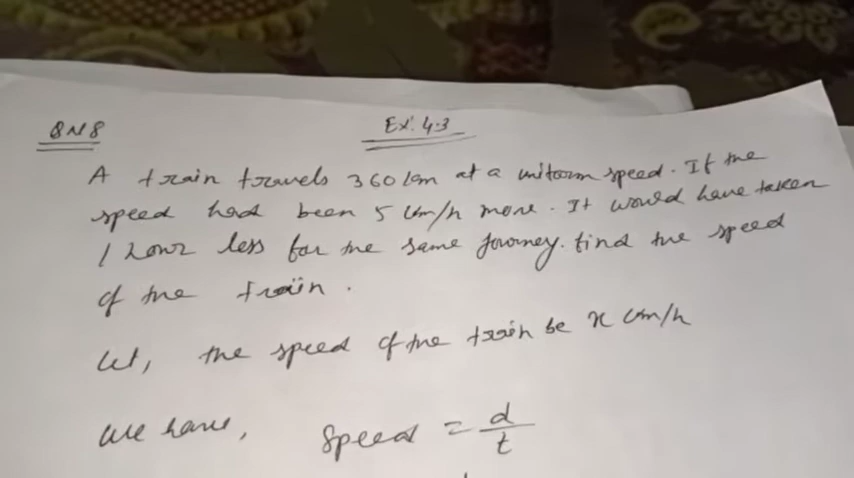 QN8
Ex. 4.3
A train travels 360 km at a uniform speed. If the
speed had been 5 km/h more. It would have taken
1 hour less for the same journey. find the speed
of the train.
Let, the speed of the train be x km/h
We have, Speed = d/t